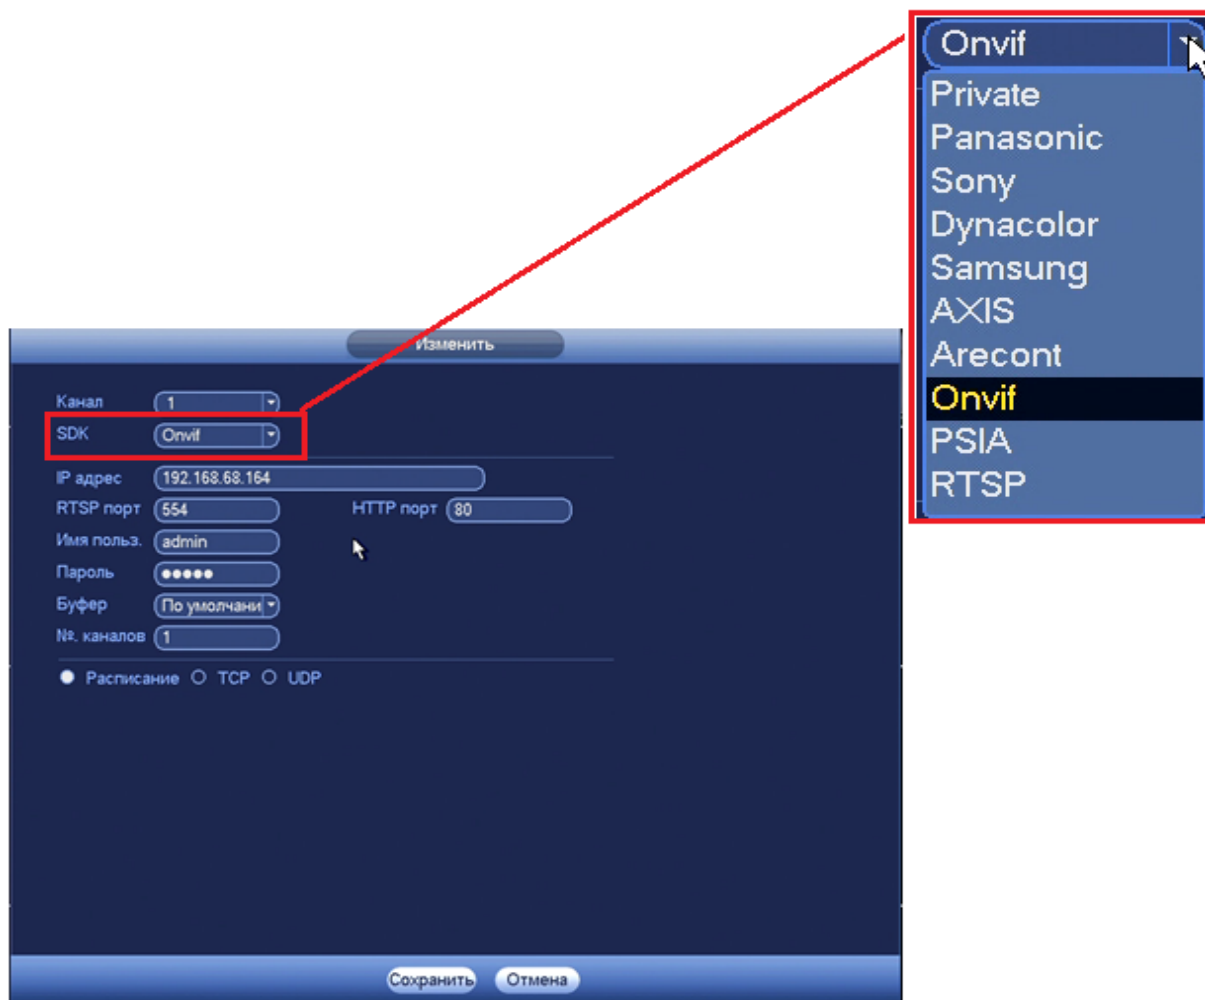 Onvif
Private
Panasonic
Sony
Dynacolor
Samsung
AXIS
Arecont
Onvif
PSIA
RTSP
Изменить
Канал 1
SDK Onvif
IP адрес 192.168.68.164
RTSP порт 554 HTTP порт 80
Имя польз. admin
Пароль •••••
Буфер По умолчани
№. каналов 1
Расписание TCP UDP
Сохранить Отмена